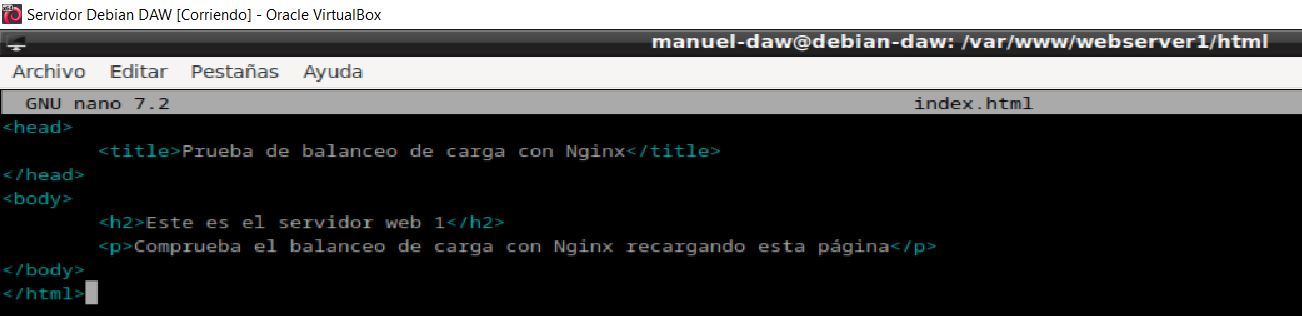 Servidor Debian DAW [Corriendo] - Oracle VirtualBox
manuel-daw@debian-daw: /var/www/webserver1/html
Archivo Editar Pestañas Ayuda
GNU nano 7.2 index.html
<head>
<title>Prueba de balanceo de carga con Nginx</title>
</head>
<body>
<h2>Este es el servidor web 1</h2>
<p>Comprueba el balanceo de carga con Nginx recargando esta página</p>
</body>
</html>